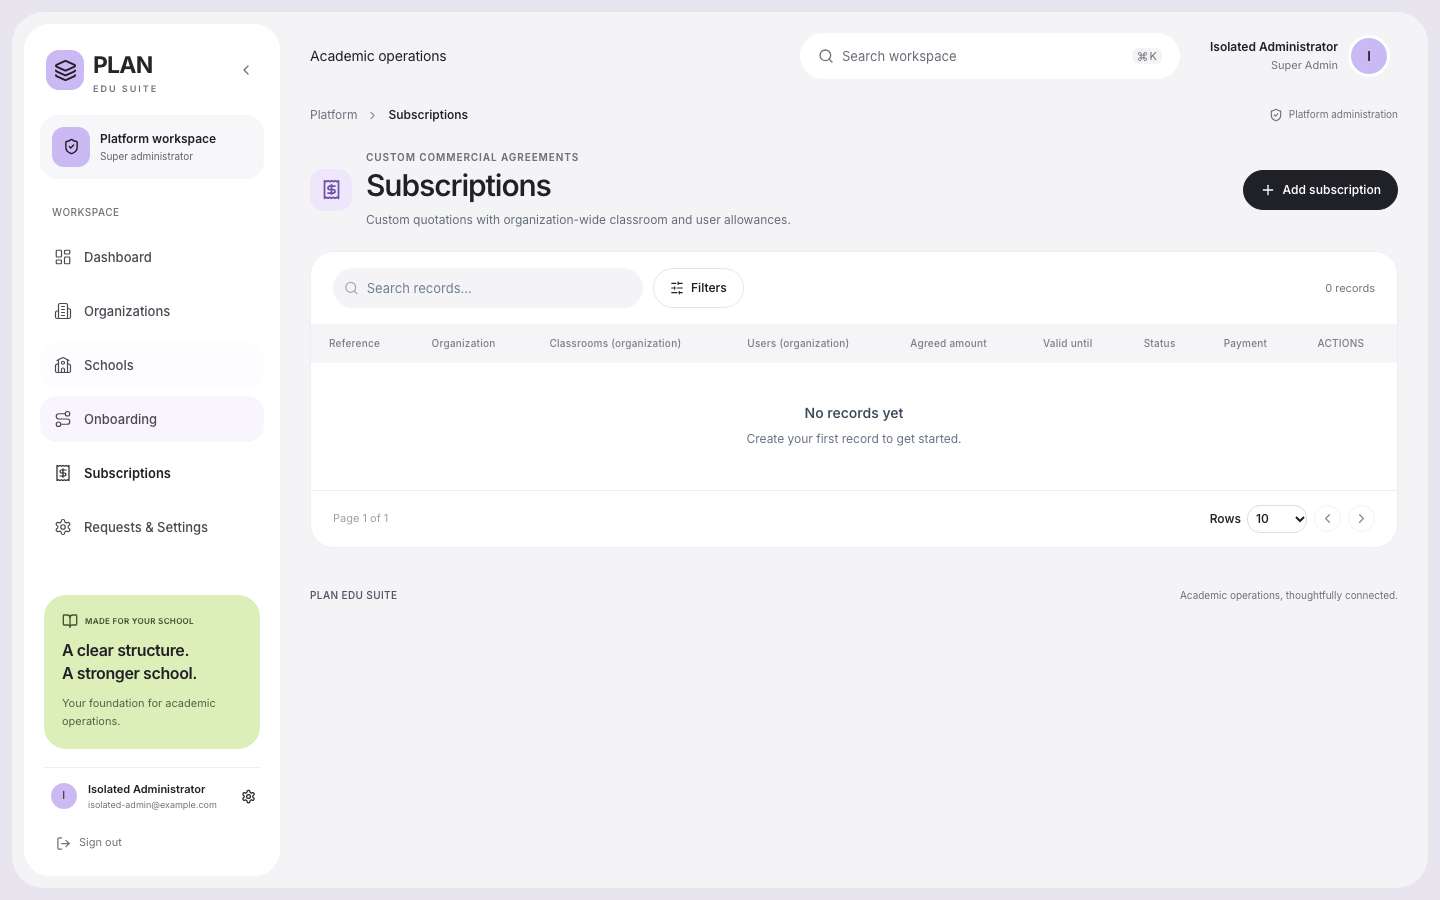 PLAN
EDU SUITE
Platform workspace
Super administrator
WORKSPACE
Dashboard
Organizations
Schools
Onboarding
Subscriptions
Requests & Settings
MADE FOR YOUR SCHOOL
A clear structure.
A stronger school.
Your foundation for academic
operations.
I
Isolated Administrator
isolated-admin@example.com
Sign out
Academic operations
Search workspace
⌘K
Isolated Administrator
Super Admin
I
Platform
Subscriptions
Platform administration
CUSTOM COMMERCIAL AGREEMENTS
Subscriptions
Custom quotations with organization-wide classroom and user allowances.
Add subscription
Search records...
Filters
0 records
Reference Organization Classrooms (organization) Users (organization) Agreed amount Valid until Status Payment ACTIONS
No records yet
Create your first record to get started.
Page 1 of 1
Rows 10
PLAN EDU SUITE
Academic operations, thoughtfully connected.